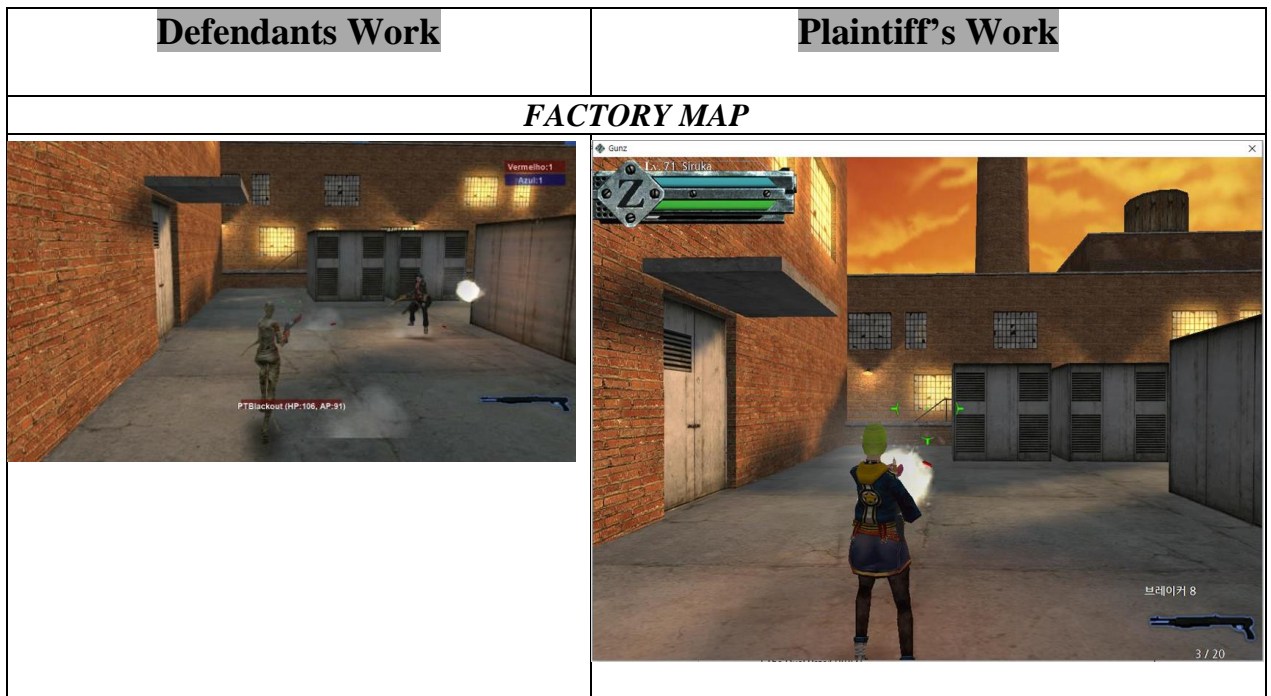 Defendants Work
Plaintiff’s Work
FACTORY MAP
Vermelho:1
Azul:1
PTBlackout (HP:106, AP:91)
Gunz
Lv. 71 Siruka
Z
브레이커 8
3 / 20